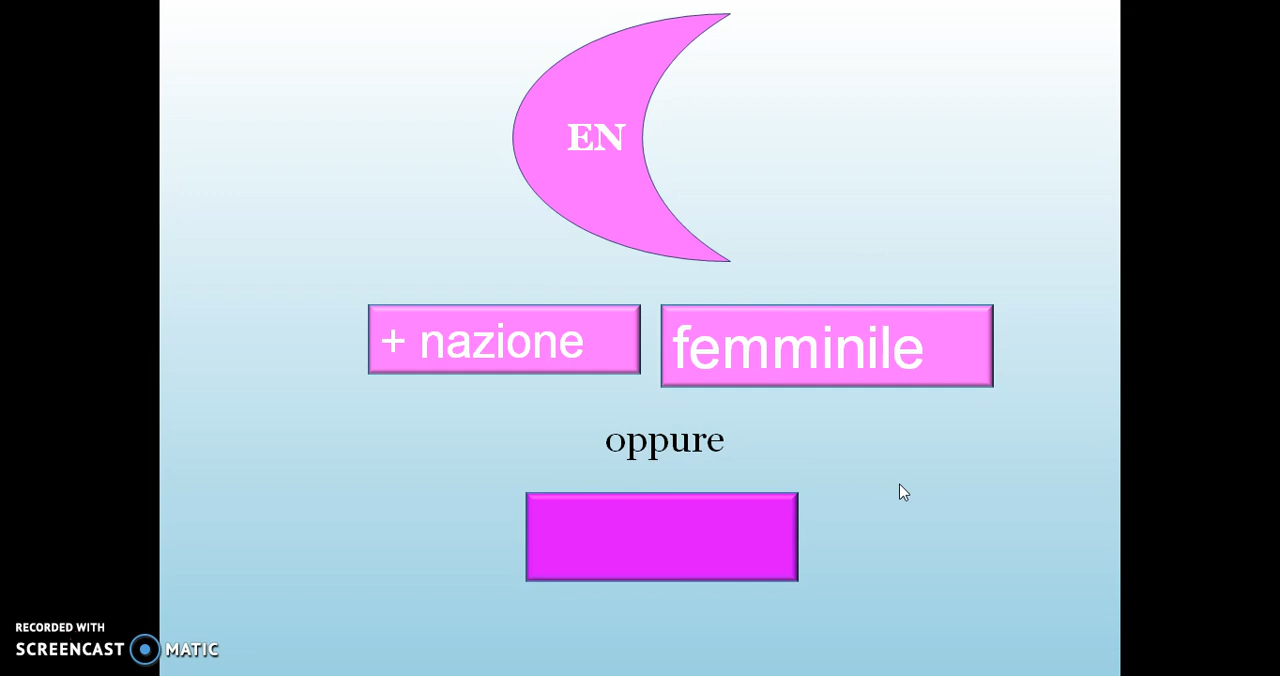 EN
+ nazione
femminile
oppure
RECORDED WITH
SCREENCAST MATIC